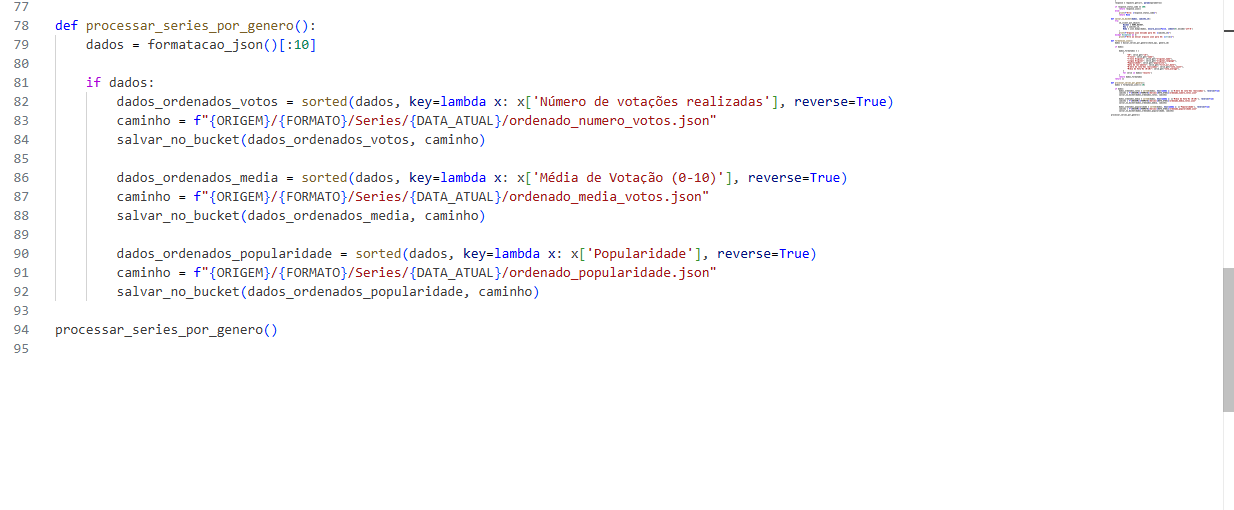 77
78 def processar_series_por_genero():
79     dados = formatacao_json()[:10]
80
81     if dados:
82         dados_ordenados_votos = sorted(dados, key=lambda x: x['Número de votações realizadas'], reverse=True)
83         caminho = f"{ORIGEM}/{FORMATO}/Series/{DATA_ATUAL}/ordenado_numero_votos.json"
84         salvar_no_bucket(dados_ordenados_votos, caminho)
85
86         dados_ordenados_media = sorted(dados, key=lambda x: x['Média de Votação (0-10)'], reverse=True)
87         caminho = f"{ORIGEM}/{FORMATO}/Series/{DATA_ATUAL}/ordenado_media_votos.json"
88         salvar_no_bucket(dados_ordenados_media, caminho)
89
90         dados_ordenados_popularidade = sorted(dados, key=lambda x: x['Popularidade'], reverse=True)
91         caminho = f"{ORIGEM}/{FORMATO}/Series/{DATA_ATUAL}/ordenado_popularidade.json"
92         salvar_no_bucket(dados_ordenados_popularidade, caminho)
93
94 processar_series_por_genero()
95